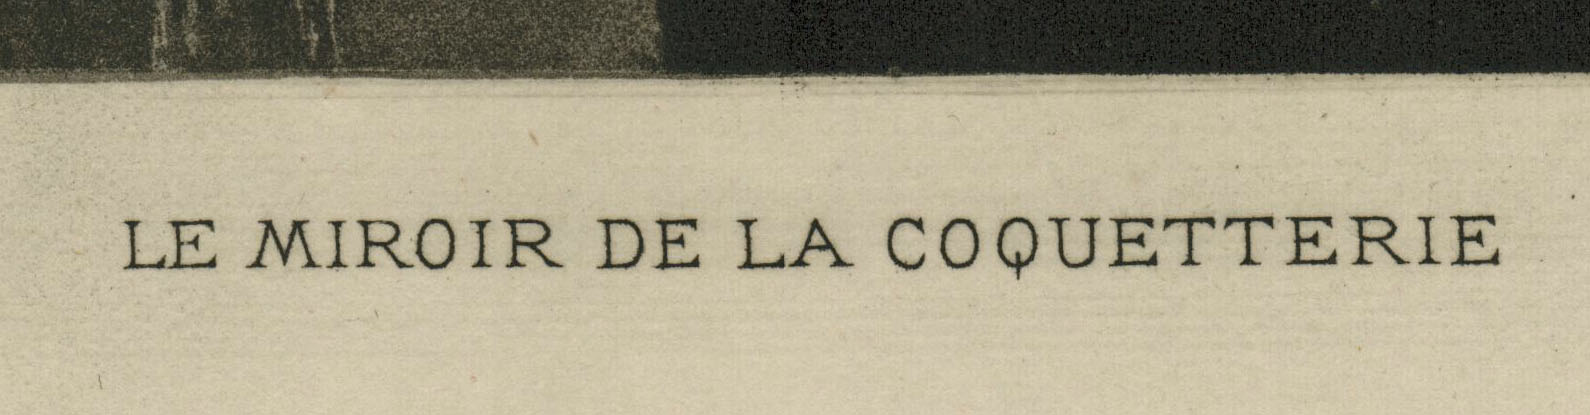 LE MIROIR DE LA COQUETTERIE